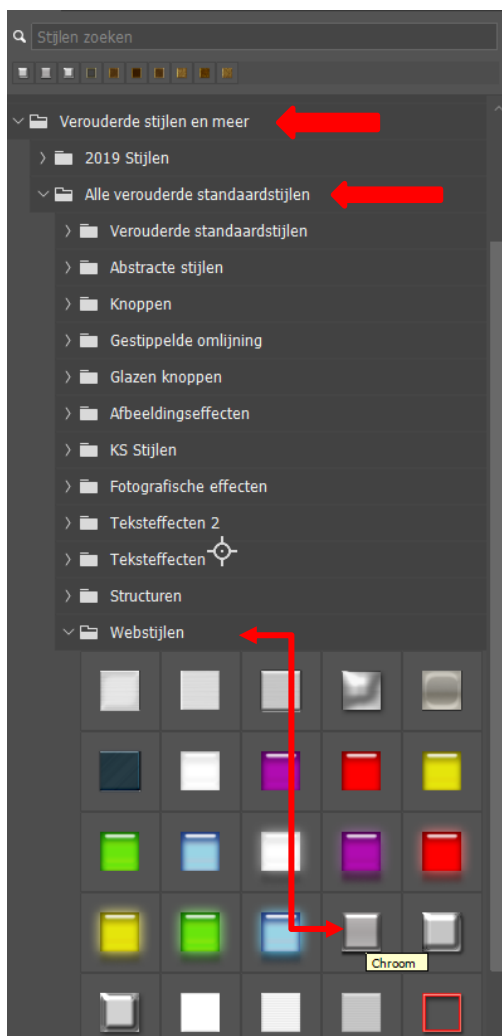 Stijlen zoeken
Verouderde stijlen en meer
2019 Stijlen
Alle verouderde standaardstijlen
Verouderde standaardstijlen
Abstracte stijlen
Knoppen
Gestippelde omlijning
Glazen knoppen
Afbeeldingseffecten
KS Stijlen
Fotografische effecten
Teksteffecten 2
Teksteffecten
Structuren
Webstijlen
Chroom